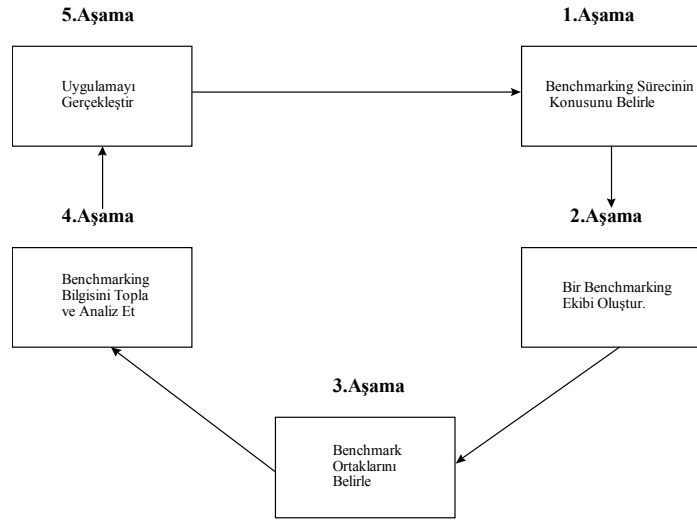 5.Aşama
Uygulamayı
Gerçekleştir
1.Aşama
Benchmarking Sürecinin
Konusunu Belirle
2.Aşama
Bir Benchmarking
Ekibi Oluştur.
3.Aşama
Benchmark
Ortaklarını
Belirle
4.Aşama
Benchmarking
Bilgisini Topla
ve Analiz Et